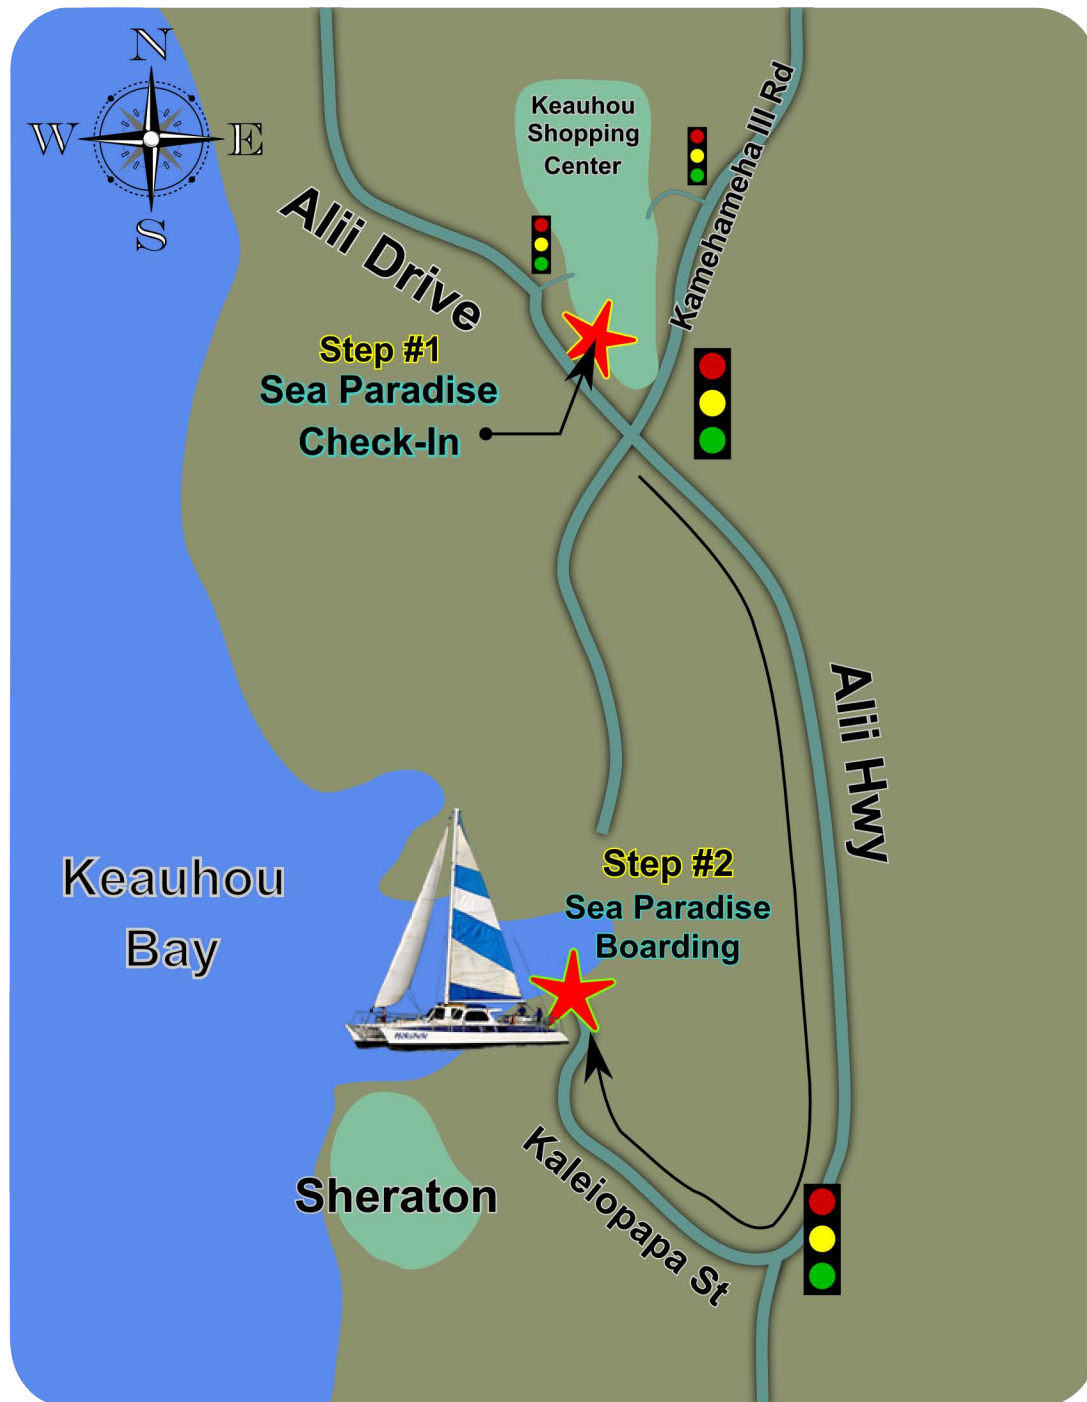 N
W
E
S
Keauhou
Shopping
Center
Kamehameha III Rd
Alii Drive
Step #1
Sea Paradise
Check-In
Alii Hwy
Keauhou
Bay
Step #2
Sea Paradise
Boarding
Sheraton
Kaleiopapa St